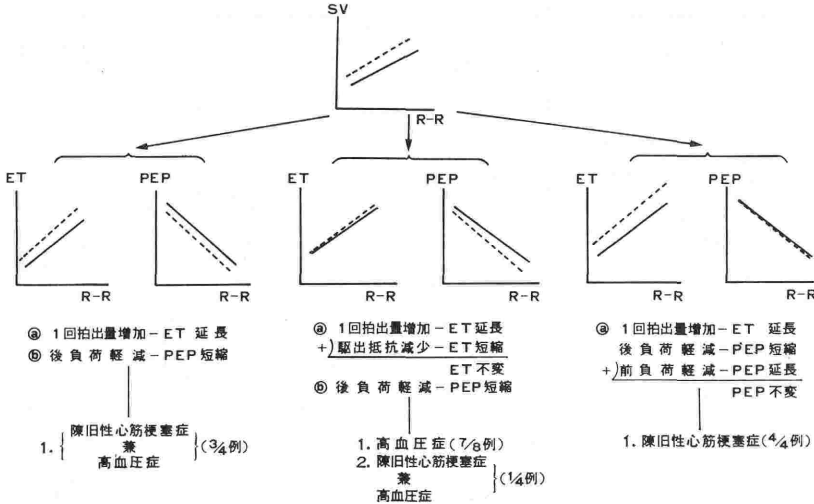 SV
R-R
ET
PEP
R-R
R-R
ET
PEP
R-R
R-R
ET
PEP
R-R
R-R
ⓐ 1回拍出量増加-ET 延長
ⓑ 後負荷軽減-PEP短縮
1. { 陳旧性心筋梗塞症
兼
高血圧症 } (3/4例)
ⓐ 1回拍出量増加-ET延長
+) 駆出抵抗減少-ET短縮
ET不変
ⓑ 後負荷軽減-PEP短縮
1. 高血圧症(7/8例)
2. 陳旧性心筋梗塞症
兼
高血圧症 } (1/4例)
ⓐ 1回拍出量増加-ET 延長
後負荷軽減-PEP短縮
+)前負荷軽減-PEP延長
PEP不変
1. 陳旧性心筋梗塞症(4/4例)